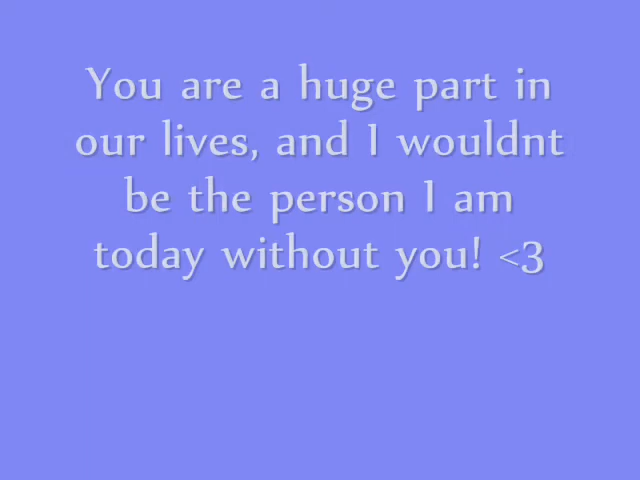 You are a huge part in
our lives, and I wouldnt
be the person I am
today without you! <3